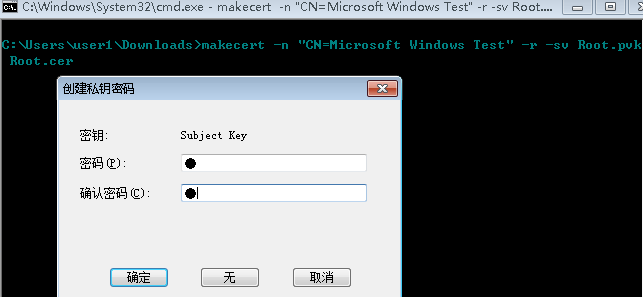 C:\Windows\System32\cmd.exe - makecert -n "CN=Microsoft Windows Test" -r -sv Root....
C:\Users\user1\Downloads>makecert -n "CN=Microsoft Windows Test" -r -sv Root.pvk
Root.cer
创建私钥密码
密钥: Subject Key
密码(P): ●
确认密码(C): ●
确定 无 取消